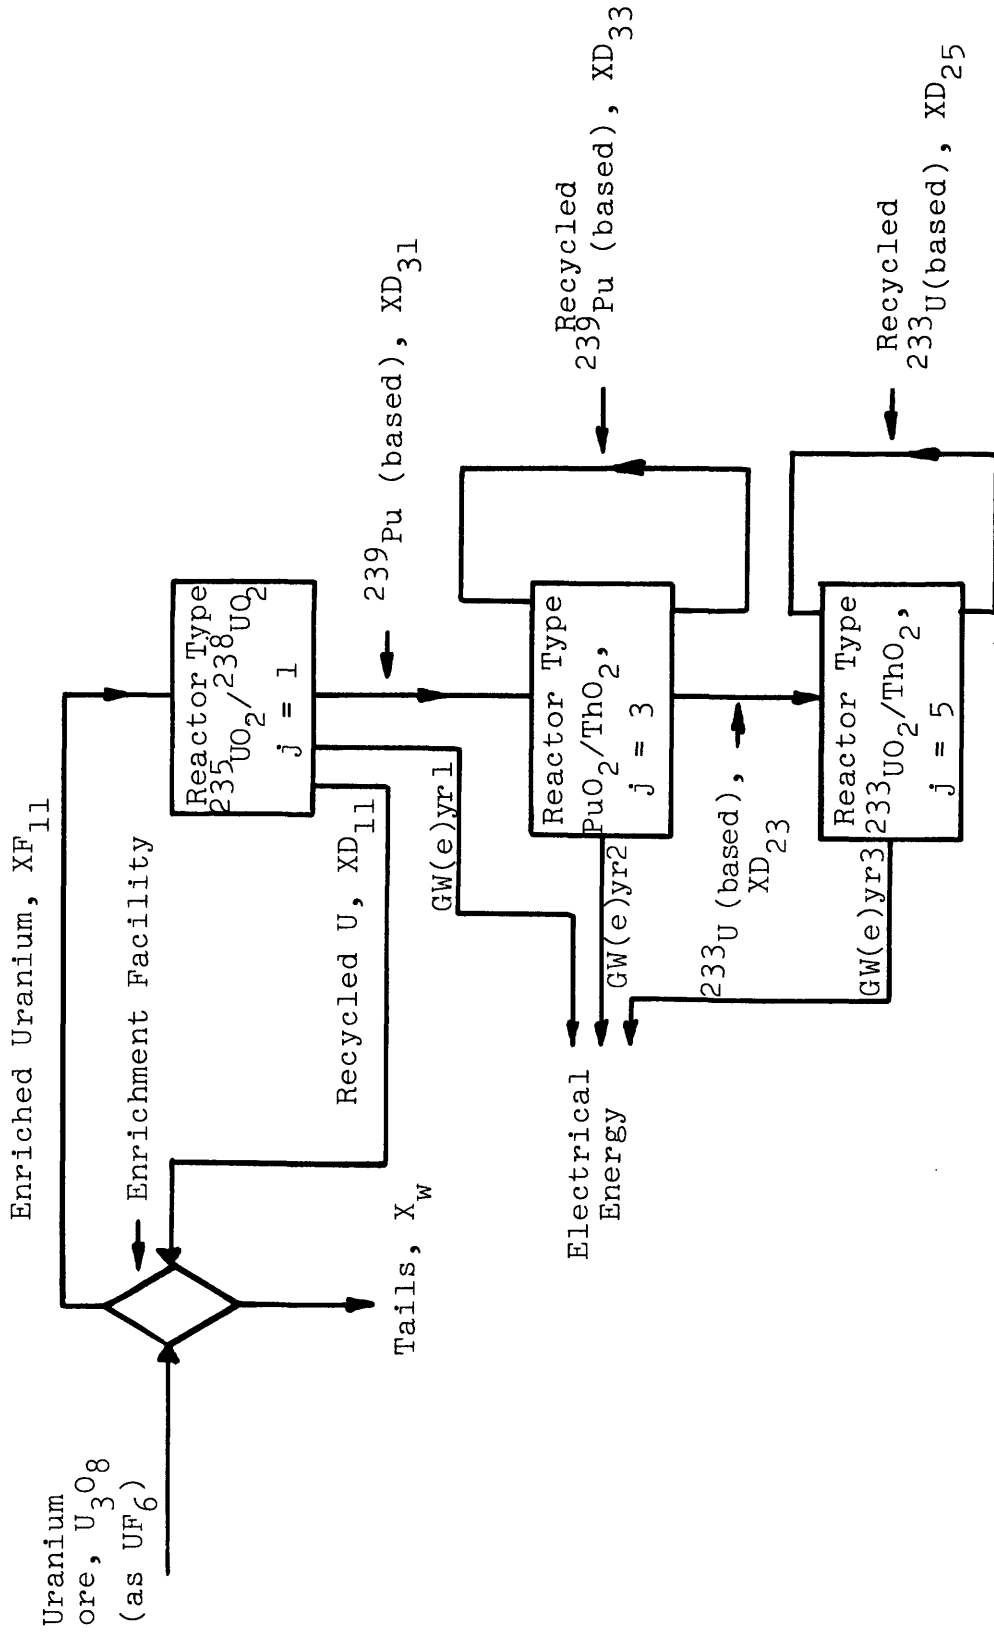 Uranium
ore, U₃O₈
(as UF₆)
Enriched Uranium, XF₁₁
Enrichment Facility
Tails, X_w
Recycled U, XD₁₁
Reactor Type
²³⁵UO₂/²³⁸UO₂
j = 1
GW(e)yr1
²³⁹Pu (based), XD₃₁
Electrical
Energy
Reactor Type
PuO₂/ThO₂,
j = 3
GW(e)yr2
Recycled
²³⁹Pu (based), XD₃₃
²³³U (based),
XD₂₃
GW(e)yr3
Reactor Type
²³³UO₂/ThO₂,
j = 5
Recycled
²³³U(based), XD₂₅